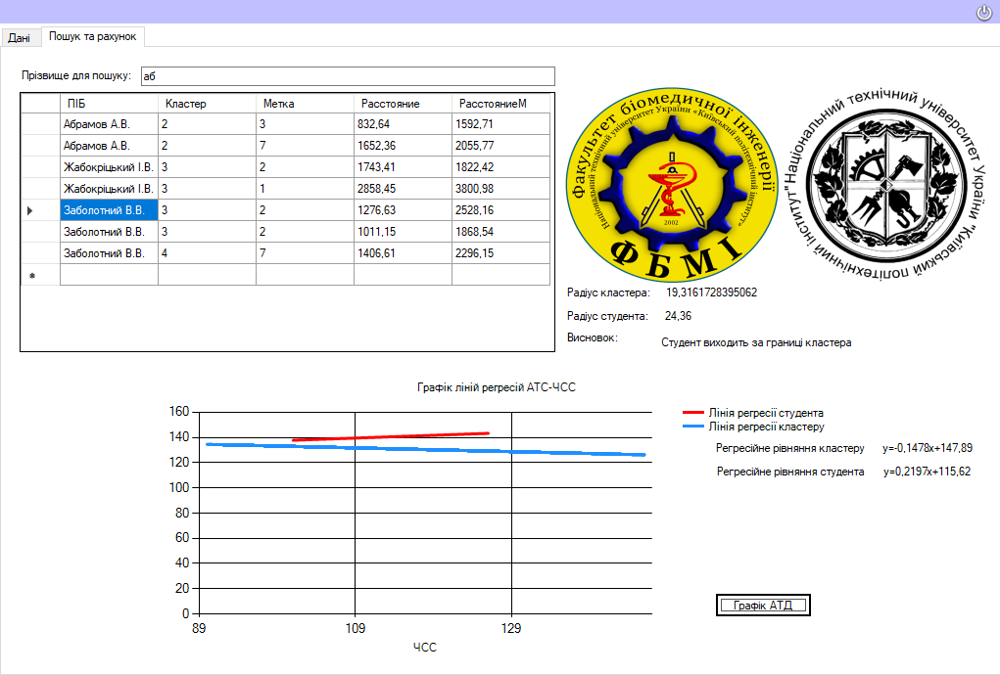 Дані
Пошук та рахунок
Прізвище для пошуку: аб
ПІБ Кластер Метка Расстояние РасстояниеМ
Абрамов А.В. 2 3 832,64 1592,71
Абрамов А.В. 2 7 1652,36 2055,77
Жабокріцький І.В. 3 2 1743,41 1822,42
Жабокріцький І.В. 3 1 2858,45 3800,98
Заболотний В.В. 3 2 1276,63 2528,16
Заболотний В.В. 3 2 1011,15 1868,54
Заболотний В.В. 4 7 1406,61 2296,15
Факультет біомедичної інженерії
Національний технічний університет України «Київський політехнічний інститут»
2002
ФБМІ
Національний технічний університет України "Київський політехнічний інститут"
Радіус кластера: 19,3161728395062
Радіус студента: 24,36
Висновок: Студент виходить за границі кластера
Графік ліній регресій АТС-ЧСС
160
140
120
100
80
60
40
20
0
89 109 129
ЧСС
Лінія регресії студента
Лінія регресії кластеру
Регресійне рівняння кластеру y=-0,1478x+147,89
Регресійне рівняння студента y=0,2197x+115,62
Графік АТД